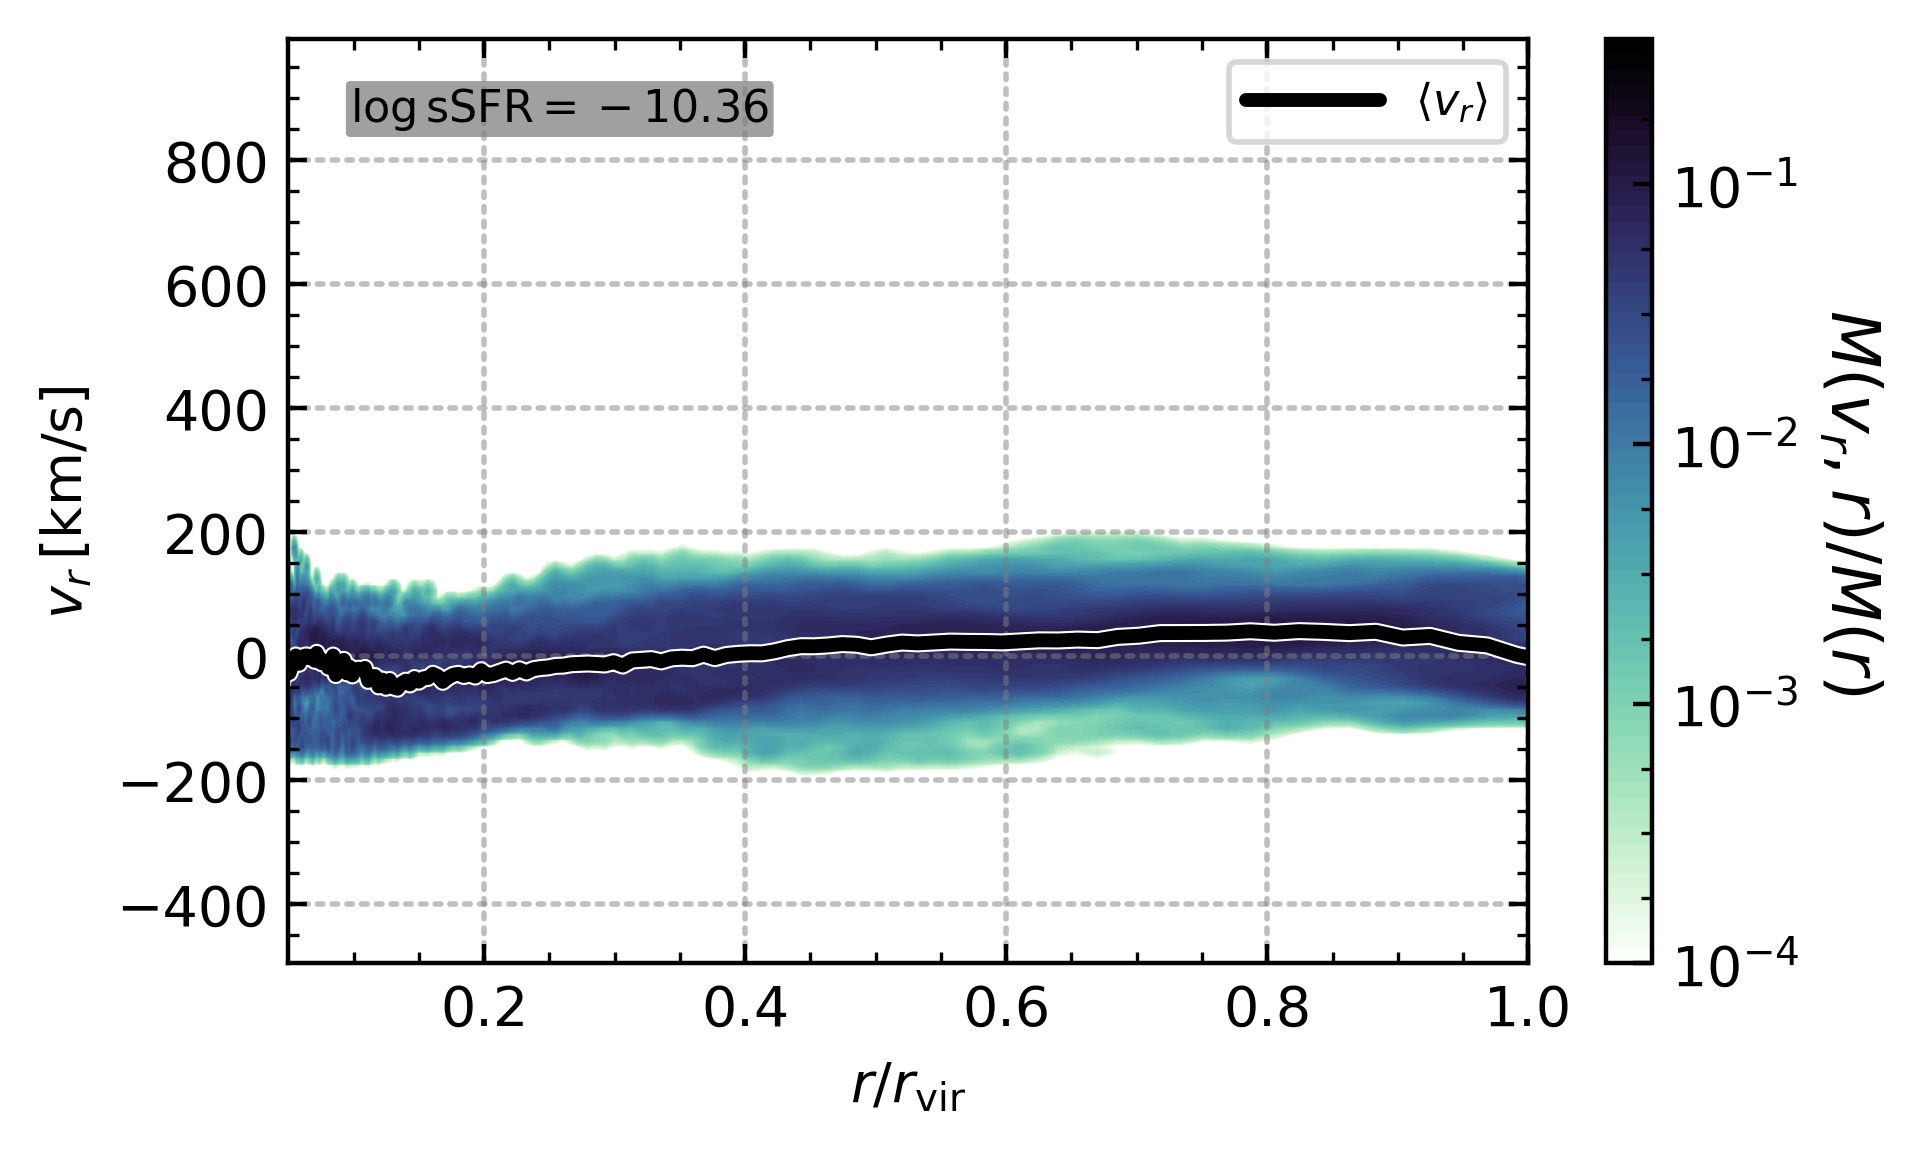 log sSFR = −10.36
⟨v_r⟩
800
600
400
200
0
−200
−400
v_r [km/s]
0.2 0.4 0.6 0.8 1.0
r/r_vir
10⁻¹
10⁻²
10⁻³
10⁻⁴
M(v_r, r)/M(r)